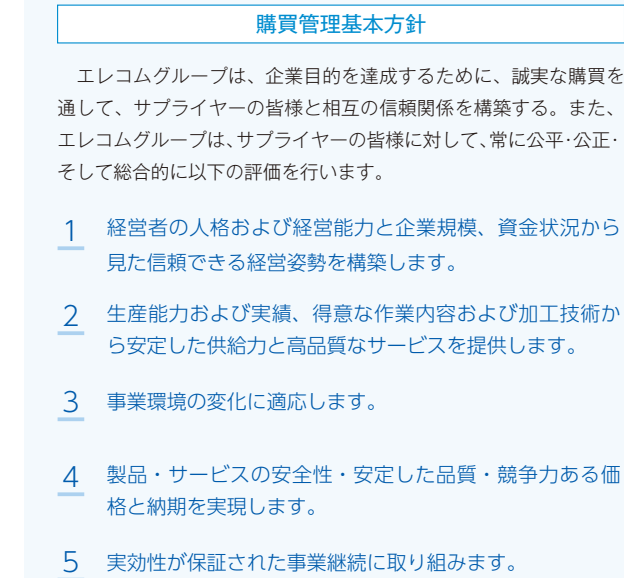 購買管理基本方針
エレコムグループは、企業目的を達成するために、誠実な購買を
通して、サプライヤーの皆様と相互の信頼関係を構築する。また、
エレコムグループは、サプライヤーの皆様に対して、常に公平・公正・
そして総合的に以下の評価を行います。
1 経営者の人格および経営能力と企業規模、資金状況から
見た信頼できる経営姿勢を構築します。
2 生産能力および実績、得意な作業内容および加工技術か
ら安定した供給力と高品質なサービスを提供します。
3 事業環境の変化に適応します。
4 製品・サービスの安全性・安定した品質・競争力ある価
格と納期を実現します。
5 実効性が保証された事業継続に取り組みます。